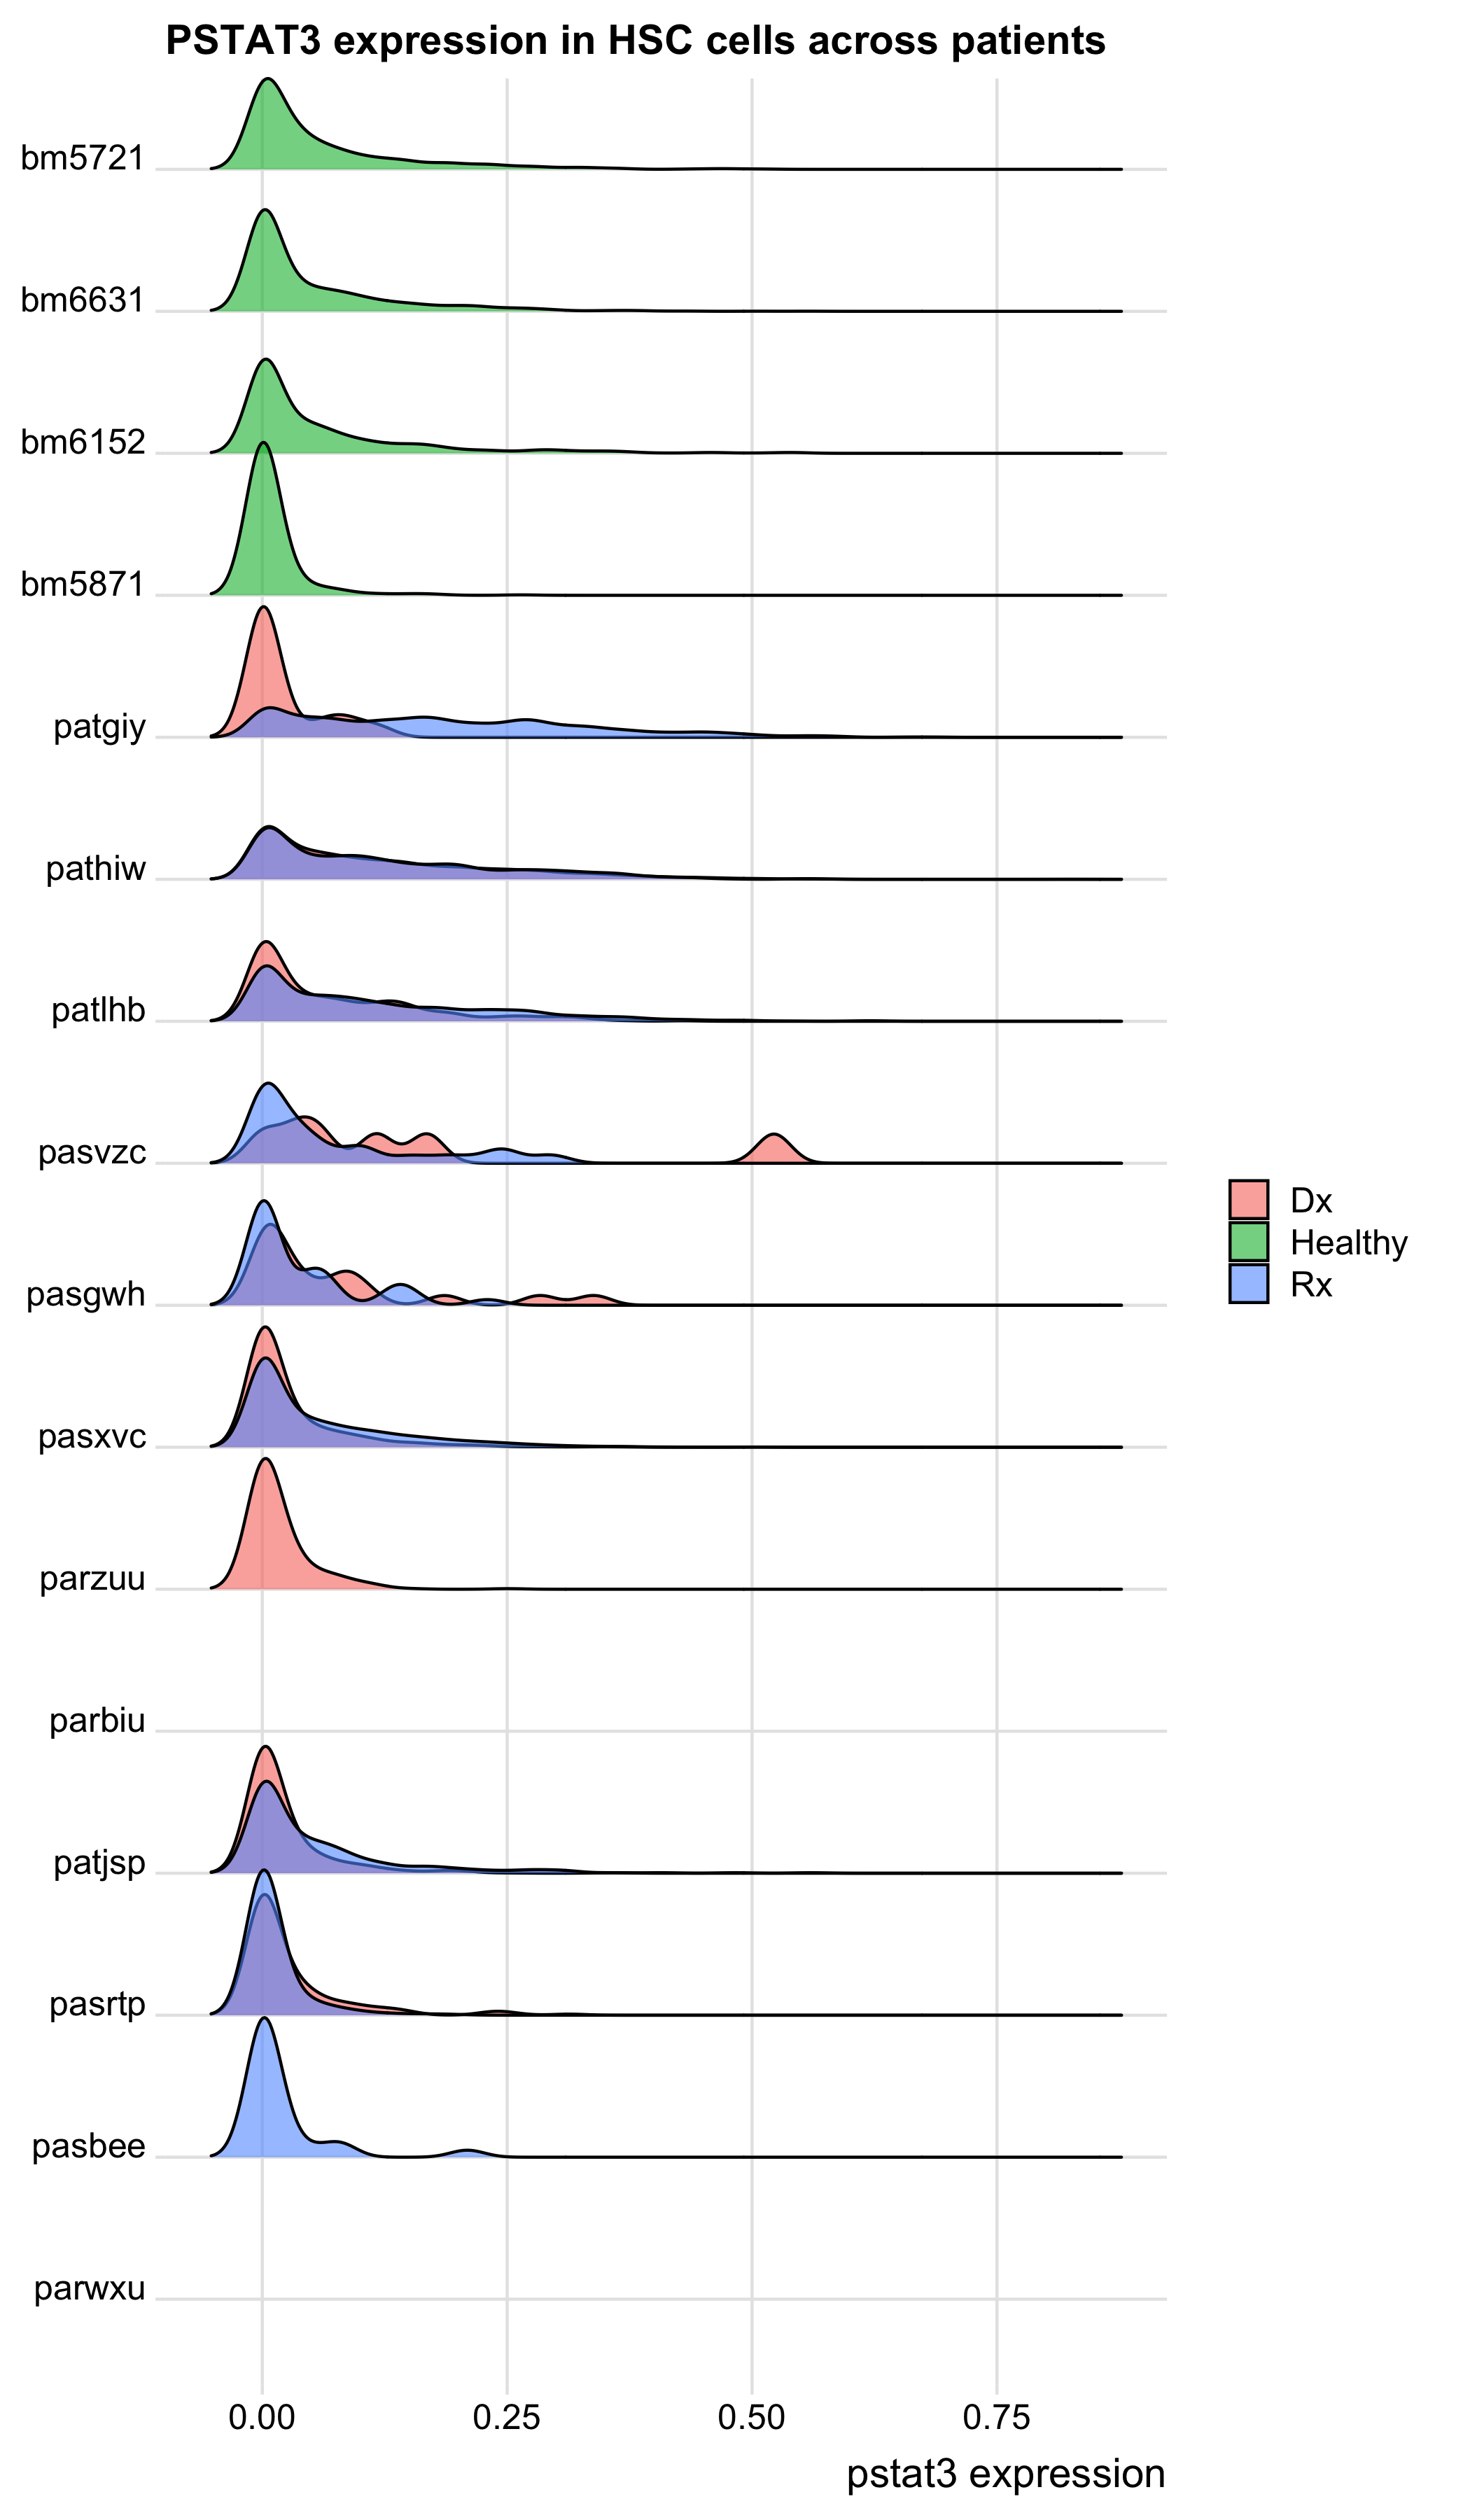 PSTAT3 expression in HSC cells across patients
bm5721
bm6631
bm6152
bm5871
patgiy
pathiw
patlhb
pasvzc
pasgwh
pasxvc
parzuu
parbiu
patjsp
pasrtp
pasbee
parwxu
Dx
Healthy
Rx
0.00 0.25 0.50 0.75
pstat3 expression